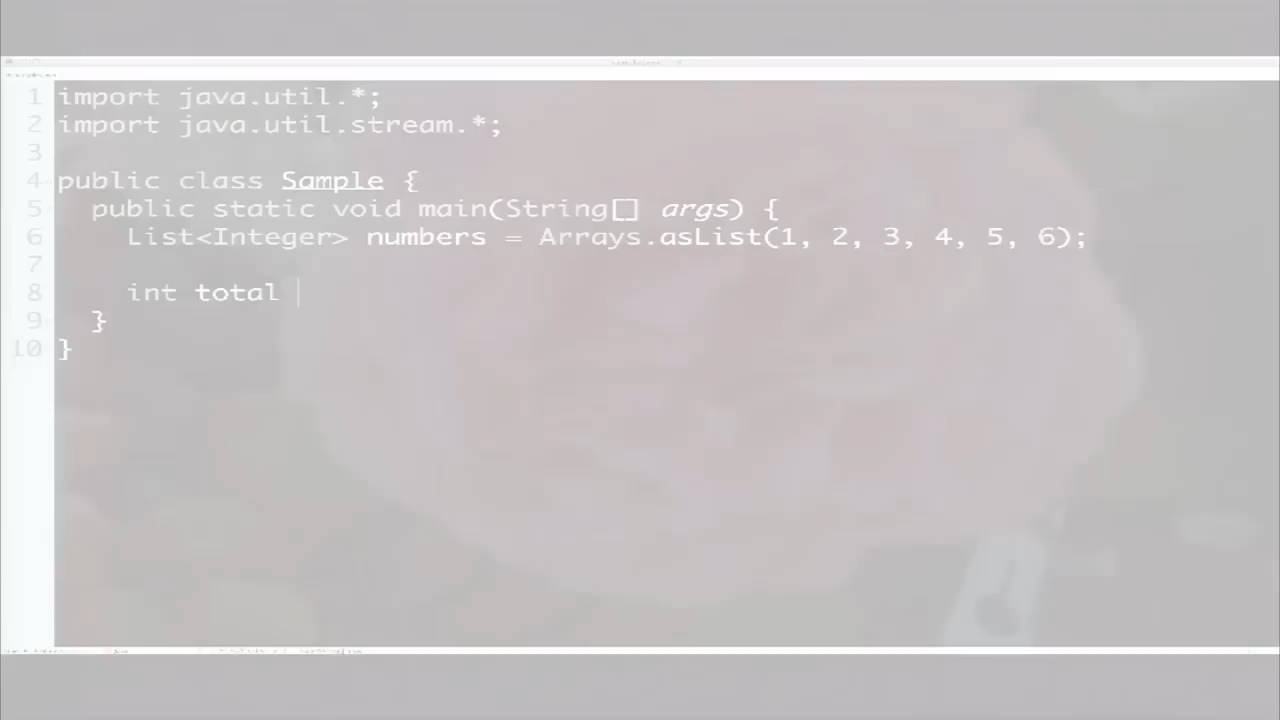 1 import java.util.*;
2 import java.util.stream.*;
3
4 public class Sample {
5 public static void main(String[] args) {
6 List<Integer> numbers = Arrays.asList(1, 2, 3, 4, 5, 6);
7
8 int total
9 }
10 }